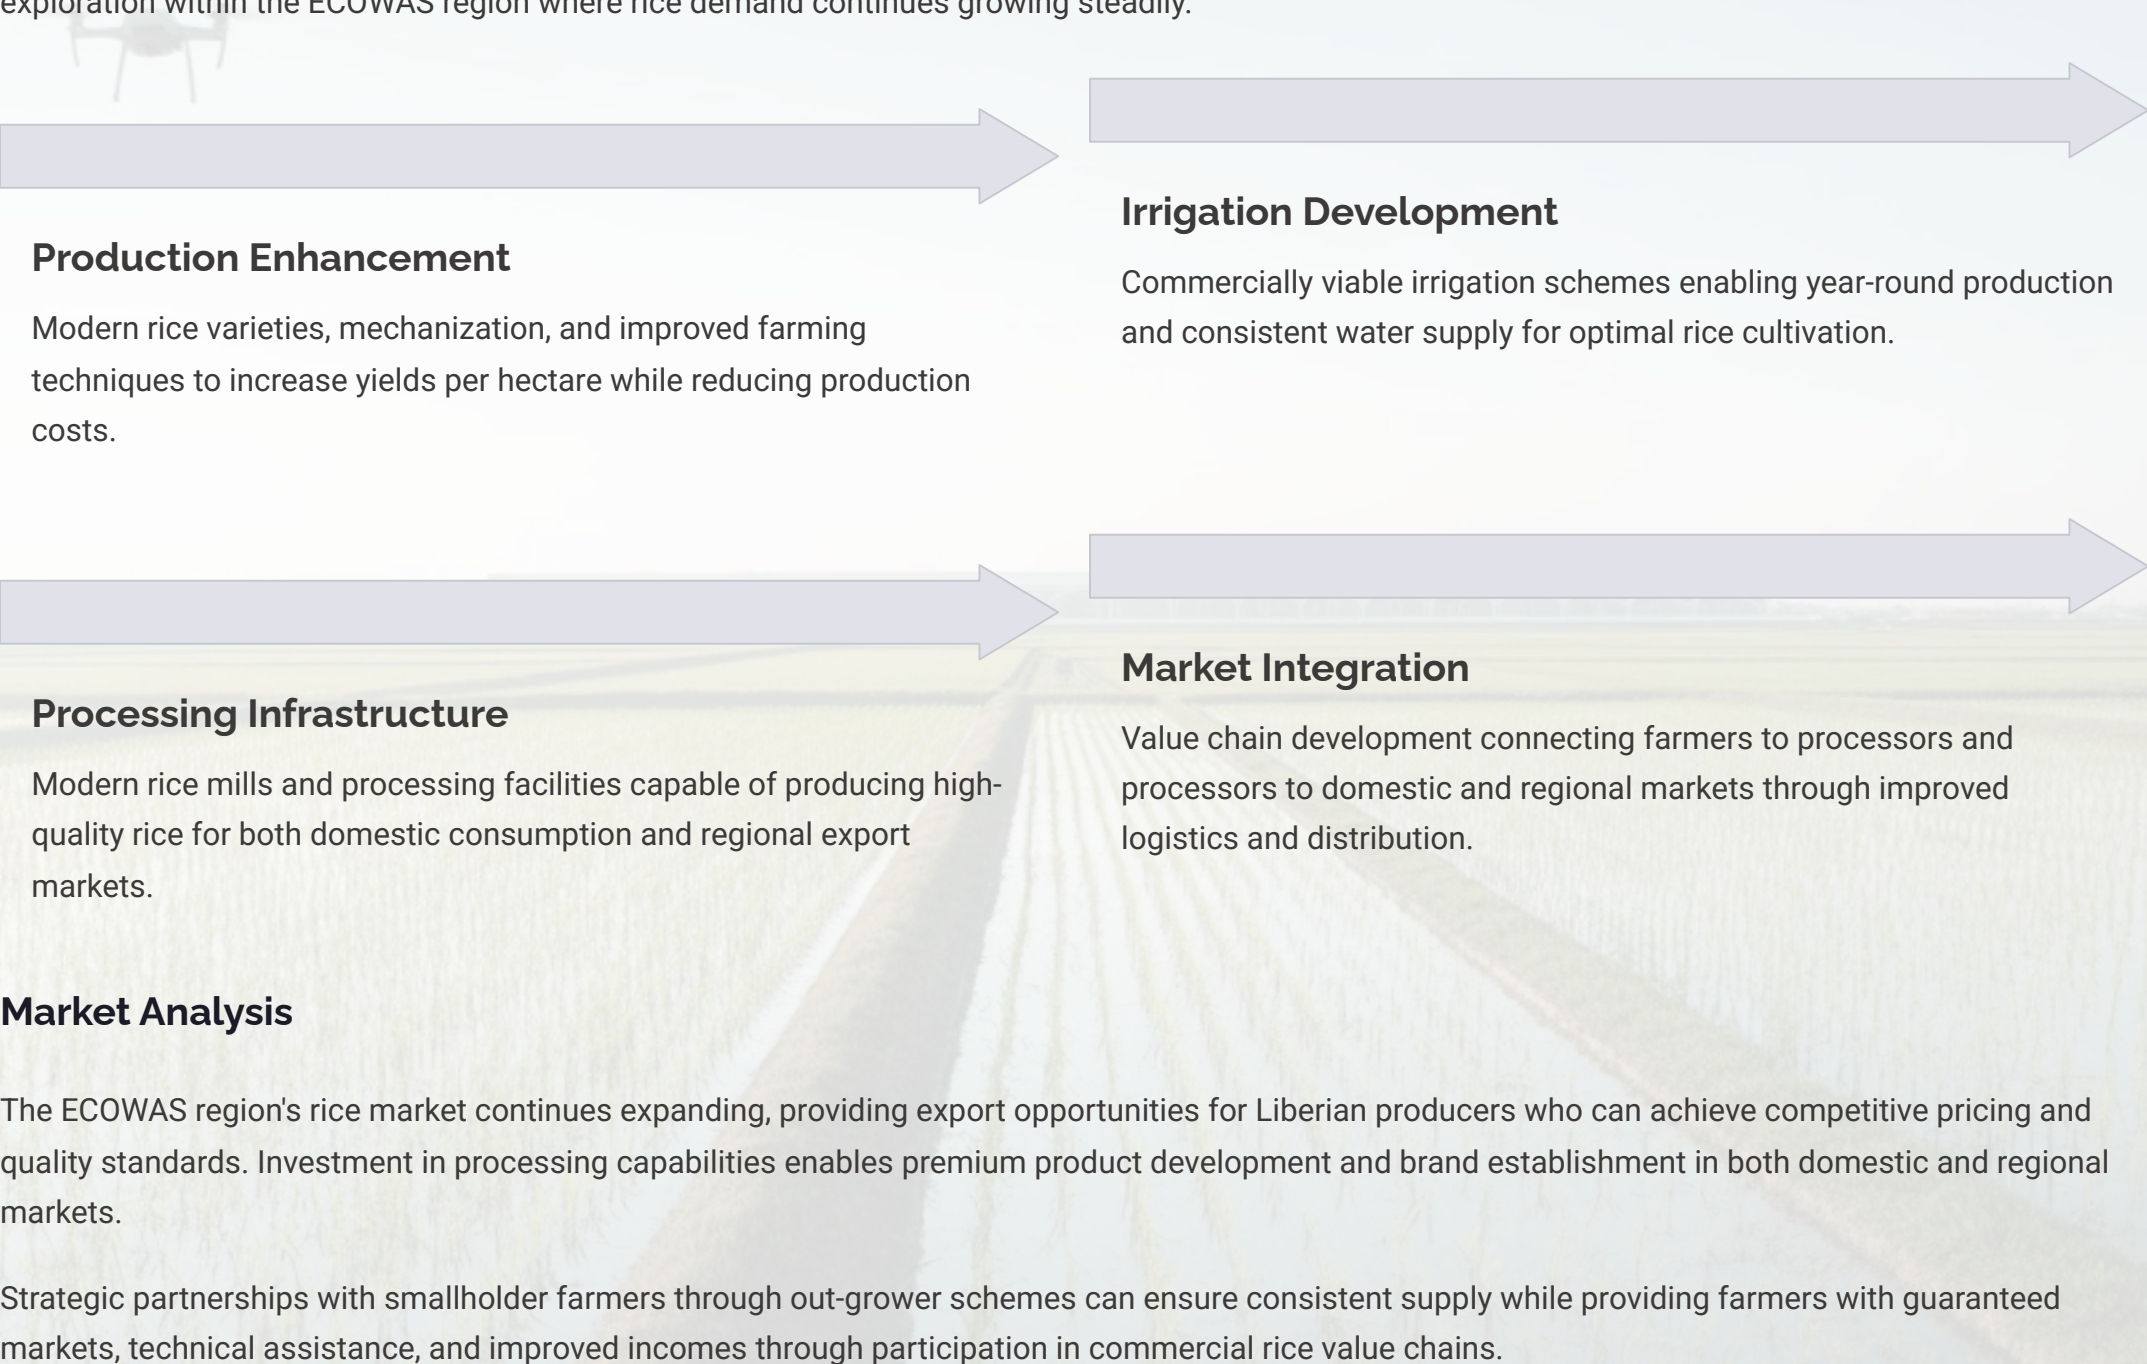 exploration within the ECOWAS region where rice demand continues growing steadily.
Production Enhancement
Modern rice varieties, mechanization, and improved farming
techniques to increase yields per hectare while reducing production
costs.
Irrigation Development
Commercially viable irrigation schemes enabling year-round production
and consistent water supply for optimal rice cultivation.
Processing Infrastructure
Modern rice mills and processing facilities capable of producing high-
quality rice for both domestic consumption and regional export
markets.
Market Integration
Value chain development connecting farmers to processors and
processors to domestic and regional markets through improved
logistics and distribution.
Market Analysis
The ECOWAS region's rice market continues expanding, providing export opportunities for Liberian producers who can achieve competitive pricing and
quality standards. Investment in processing capabilities enables premium product development and brand establishment in both domestic and regional
markets.
Strategic partnerships with smallholder farmers through out-grower schemes can ensure consistent supply while providing farmers with guaranteed
markets, technical assistance, and improved incomes through participation in commercial rice value chains.